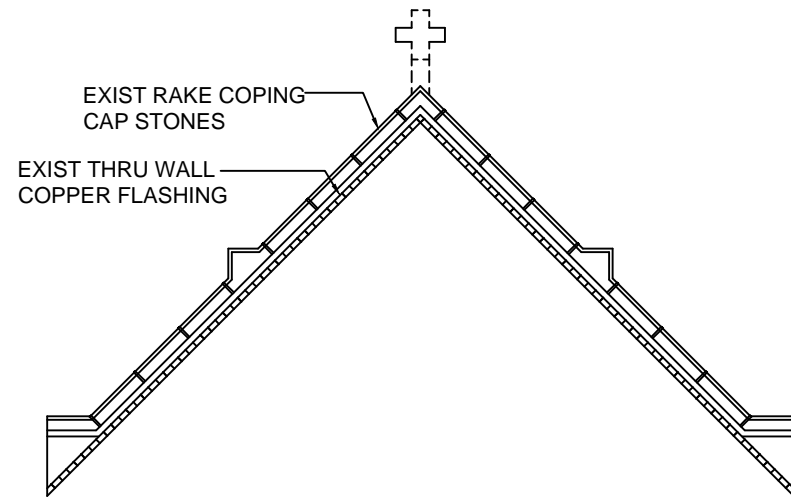 EXIST RAKE COPING
CAP STONES
EXIST THRU WALL
COPPER FLASHING